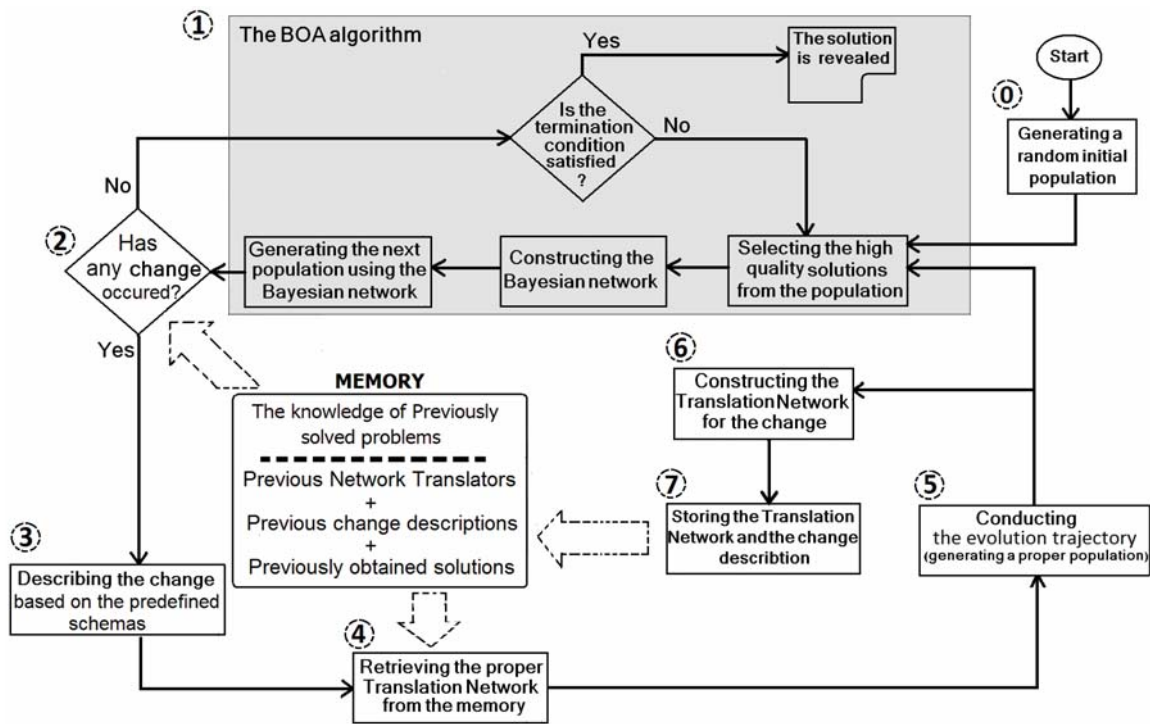 1
The BOA algorithm
Yes
The solution
is revealed
Start
0
Generating a
random initial
population
Is the
termination
condition
satisfied
?
No
No
2
Has
any change
occured?
Generating the next
population using the
Bayesian network
Constructing the
Bayesian network
Selecting the high
quality solutions
from the population
Yes
MEMORY
The knowledge of Previously
solved problems
Previous Network Translators
+
Previous change descriptions
+
Previously obtained solutions
6
Constructing the
Translation Network
for the change
7
Storing the Translation
Network and the change
describtion
5
Conducting
the evolution trajectory
(generating a proper population)
3
Describing the change
based on the predefined
schemas
4
Retrieving the proper
Translation Network
from the memory